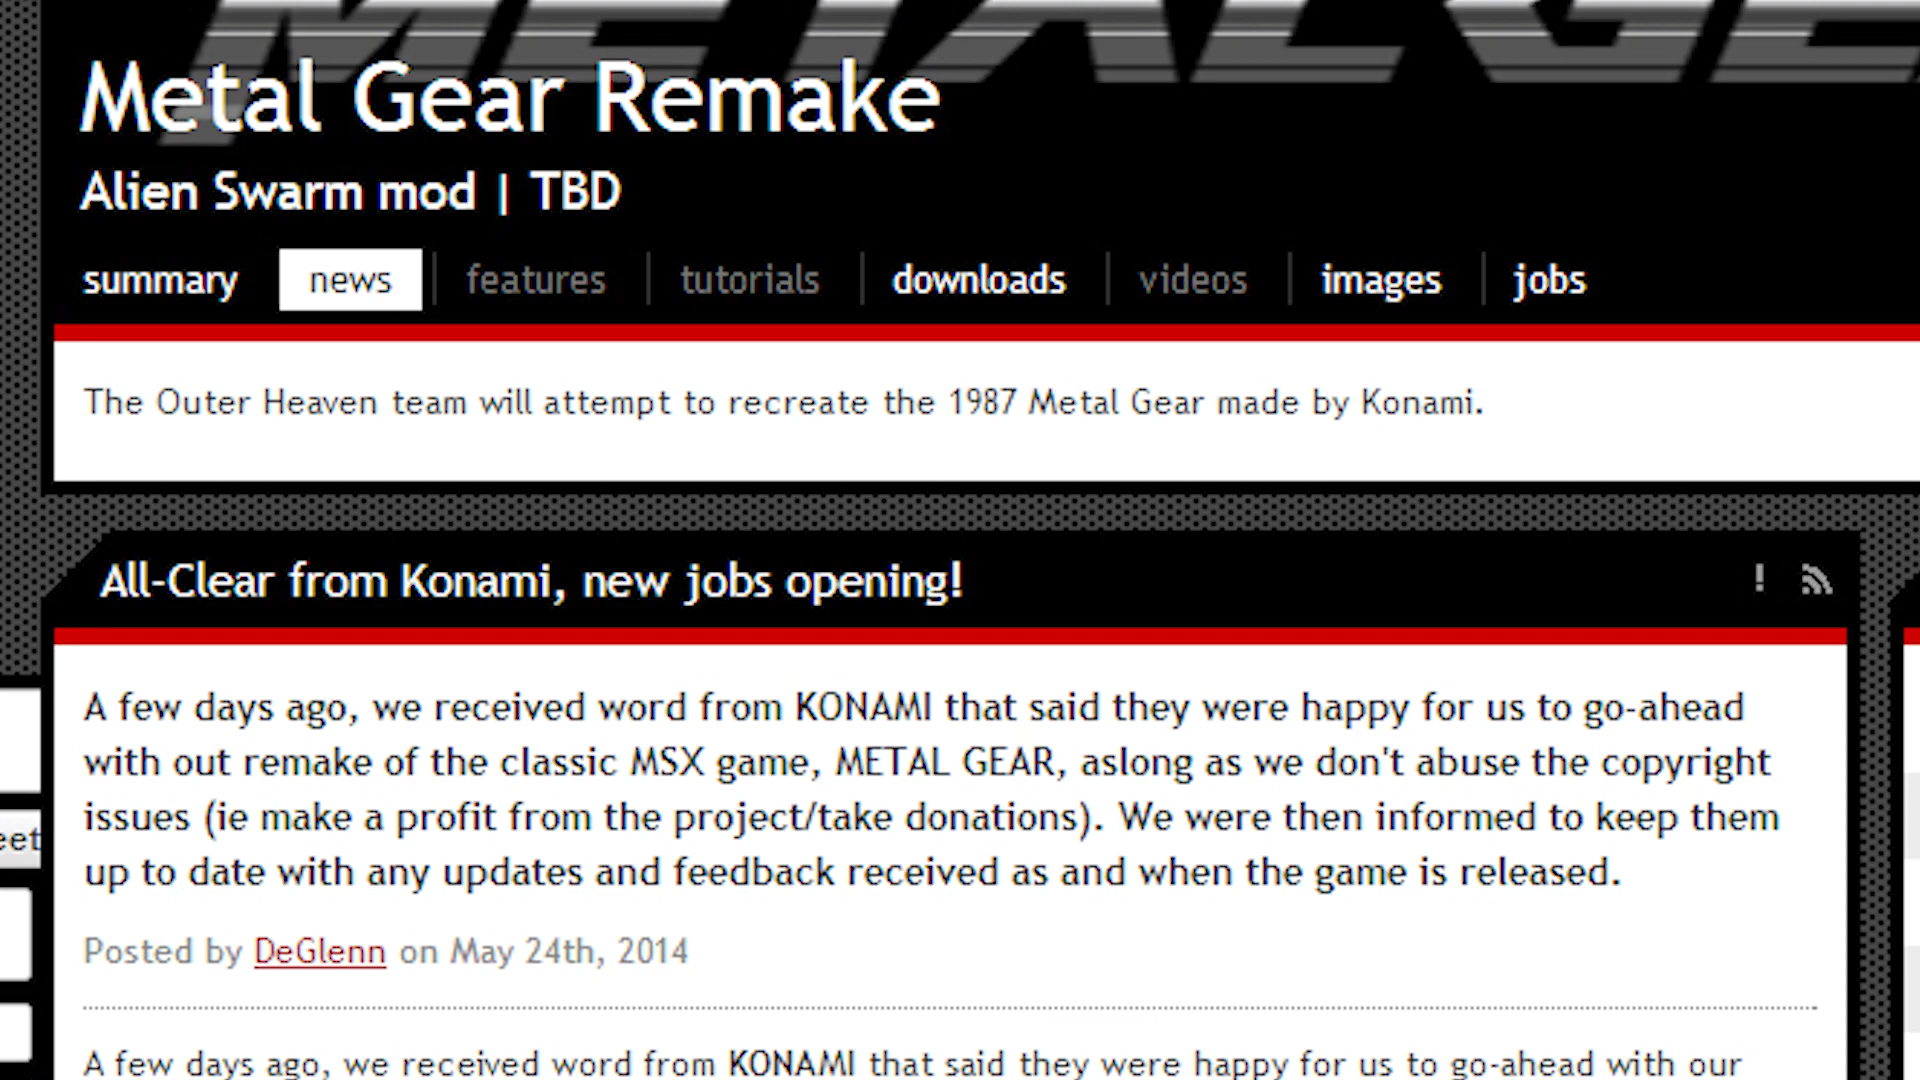 METAL GE
Metal Gear Remake
Alien Swarm mod | TBD
summary news features tutorials downloads videos images jobs
The Outer Heaven team will attempt to recreate the 1987 Metal Gear made by Konami.
All-Clear from Konami, new jobs opening!
A few days ago, we received word from KONAMI that said they were happy for us to go-ahead
with out remake of the classic MSX game, METAL GEAR, aslong as we don't abuse the copyright
issues (ie make a profit from the project/take donations). We were then informed to keep them
eet
up to date with any updates and feedback received as and when the game is released.
Posted by DeGlenn on May 24th, 2014
A few days ago, we received word from KONAMI that said they were happy for us to go-ahead with our